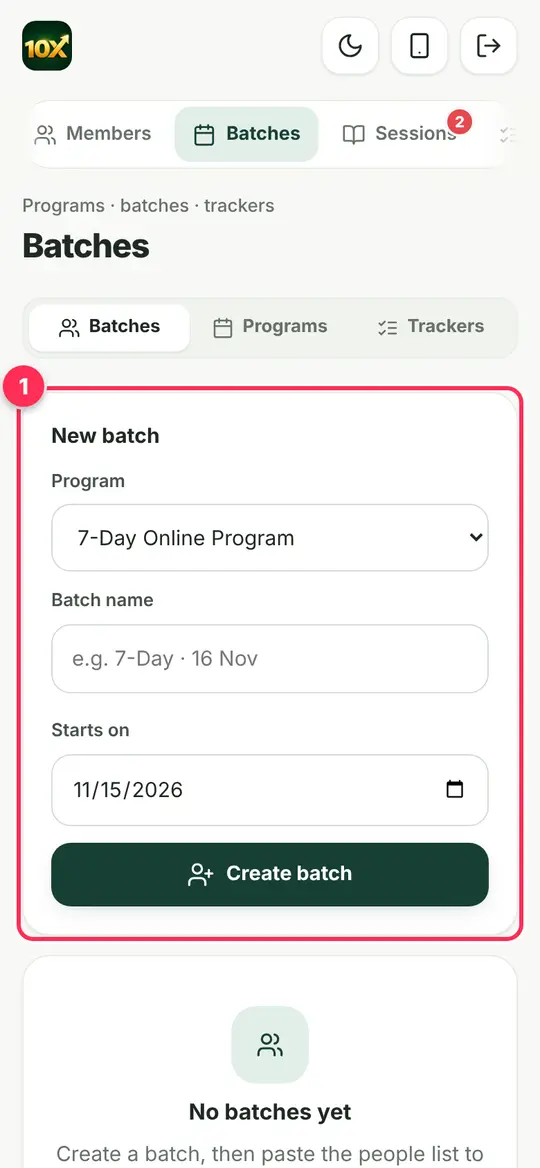 10X
Members
Batches
Sessions
2
Programs · batches · trackers
Batches
Batches
Programs
Trackers
1
New batch
Program
7-Day Online Program
Batch name
e.g. 7-Day · 16 Nov
Starts on
11/15/2026
Create batch
No batches yet
Create a batch, then paste the people list to